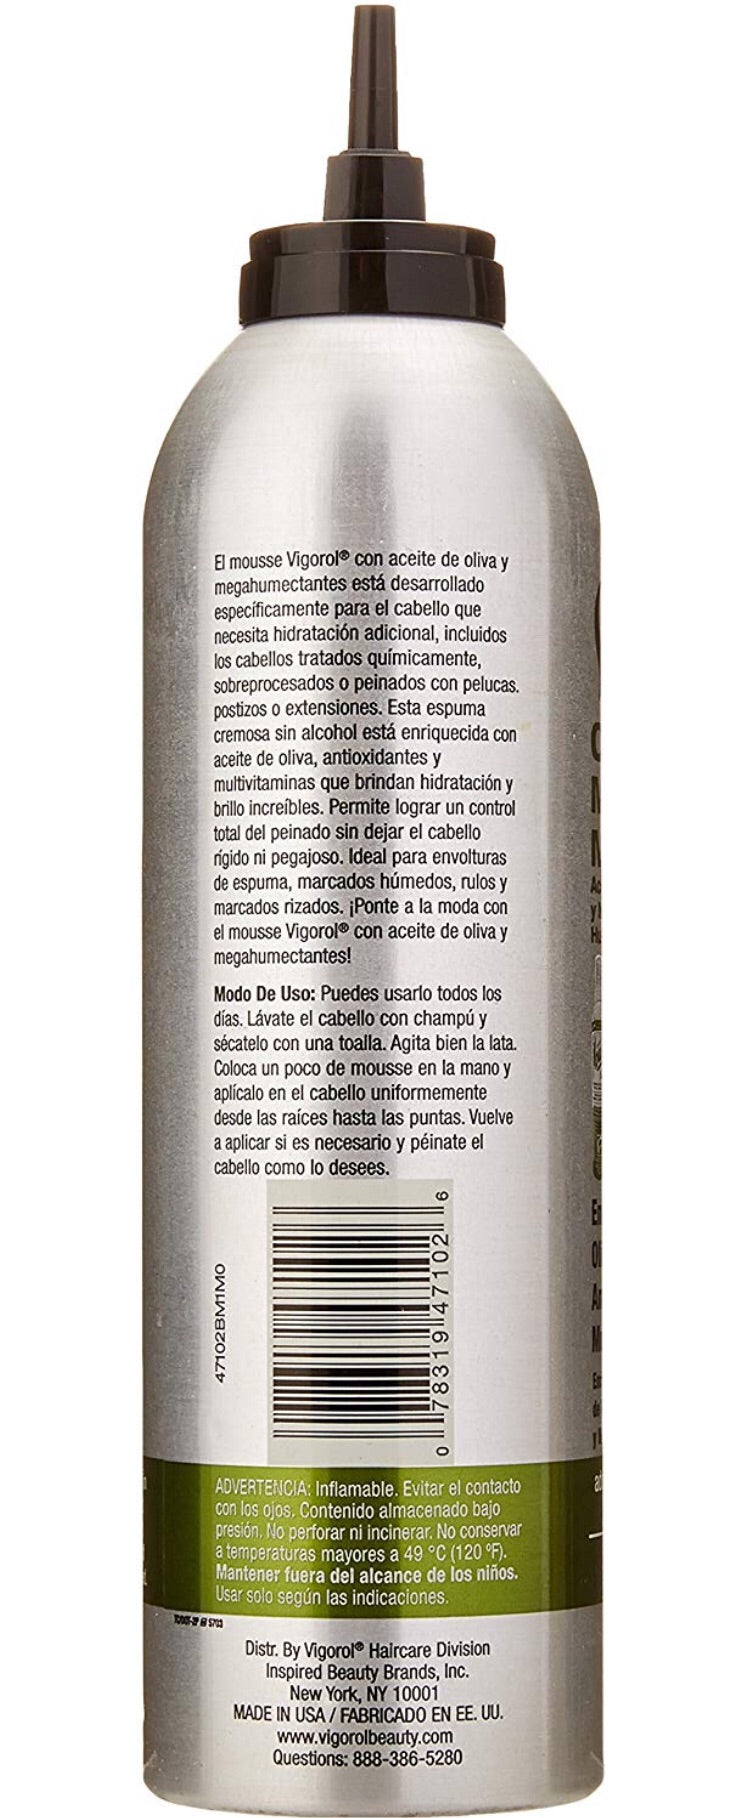 El mousse Vigorol® con aceite de oliva y
megahumectantes está desarrollado
específicamente para el cabello que
necesita hidratación adicional, incluidos
los cabellos tratados químicamente,
sobreprocesados o peinados con pelucas.
postizos o extensiones. Esta espuma
cremosa sin alcohol está enriquecida con
aceite de oliva, antioxidantes y
multivitaminas que brindan hidratación y
brillo increíbles. Permite lograr un control
total del peinado sin dejar el cabello
rígido ni pegajoso. Ideal para envolturas
de espuma, marcados húmedos, rulos y
marcados rizados. ¡Ponte a la moda con
el mousse Vigorol® con aceite de oliva y
megahumectantes!
Modo De Uso: Puedes usarlo todos los
días. Lávate el cabello con champú y
sécatelo con una toalla. Agita bien la lata.
Coloca un poco de mousse en la mano y
aplícalo en el cabello uniformemente
desde las raíces hasta las puntas. Vuelve
a aplicar si es necesario y péinate el
cabello como lo desees.
47102BM1M0
0 78319 47102 6
ADVERTENCIA: Inflamable. Evitar el contacto
con los ojos. Contenido almacenado bajo
presión. No perforar ni incinerar. No conservar
a temperaturas mayores a 49 °C (120 °F).
Mantener fuera del alcance de los niños.
Usar solo según las indicaciones.
Distr. By Vigorol® Haircare Division
Inspired Beauty Brands, Inc.
New York, NY 10001
MADE IN USA / FABRICADO EN EE. UU.
www.vigorolbeauty.com
Questions: 888-386-5280